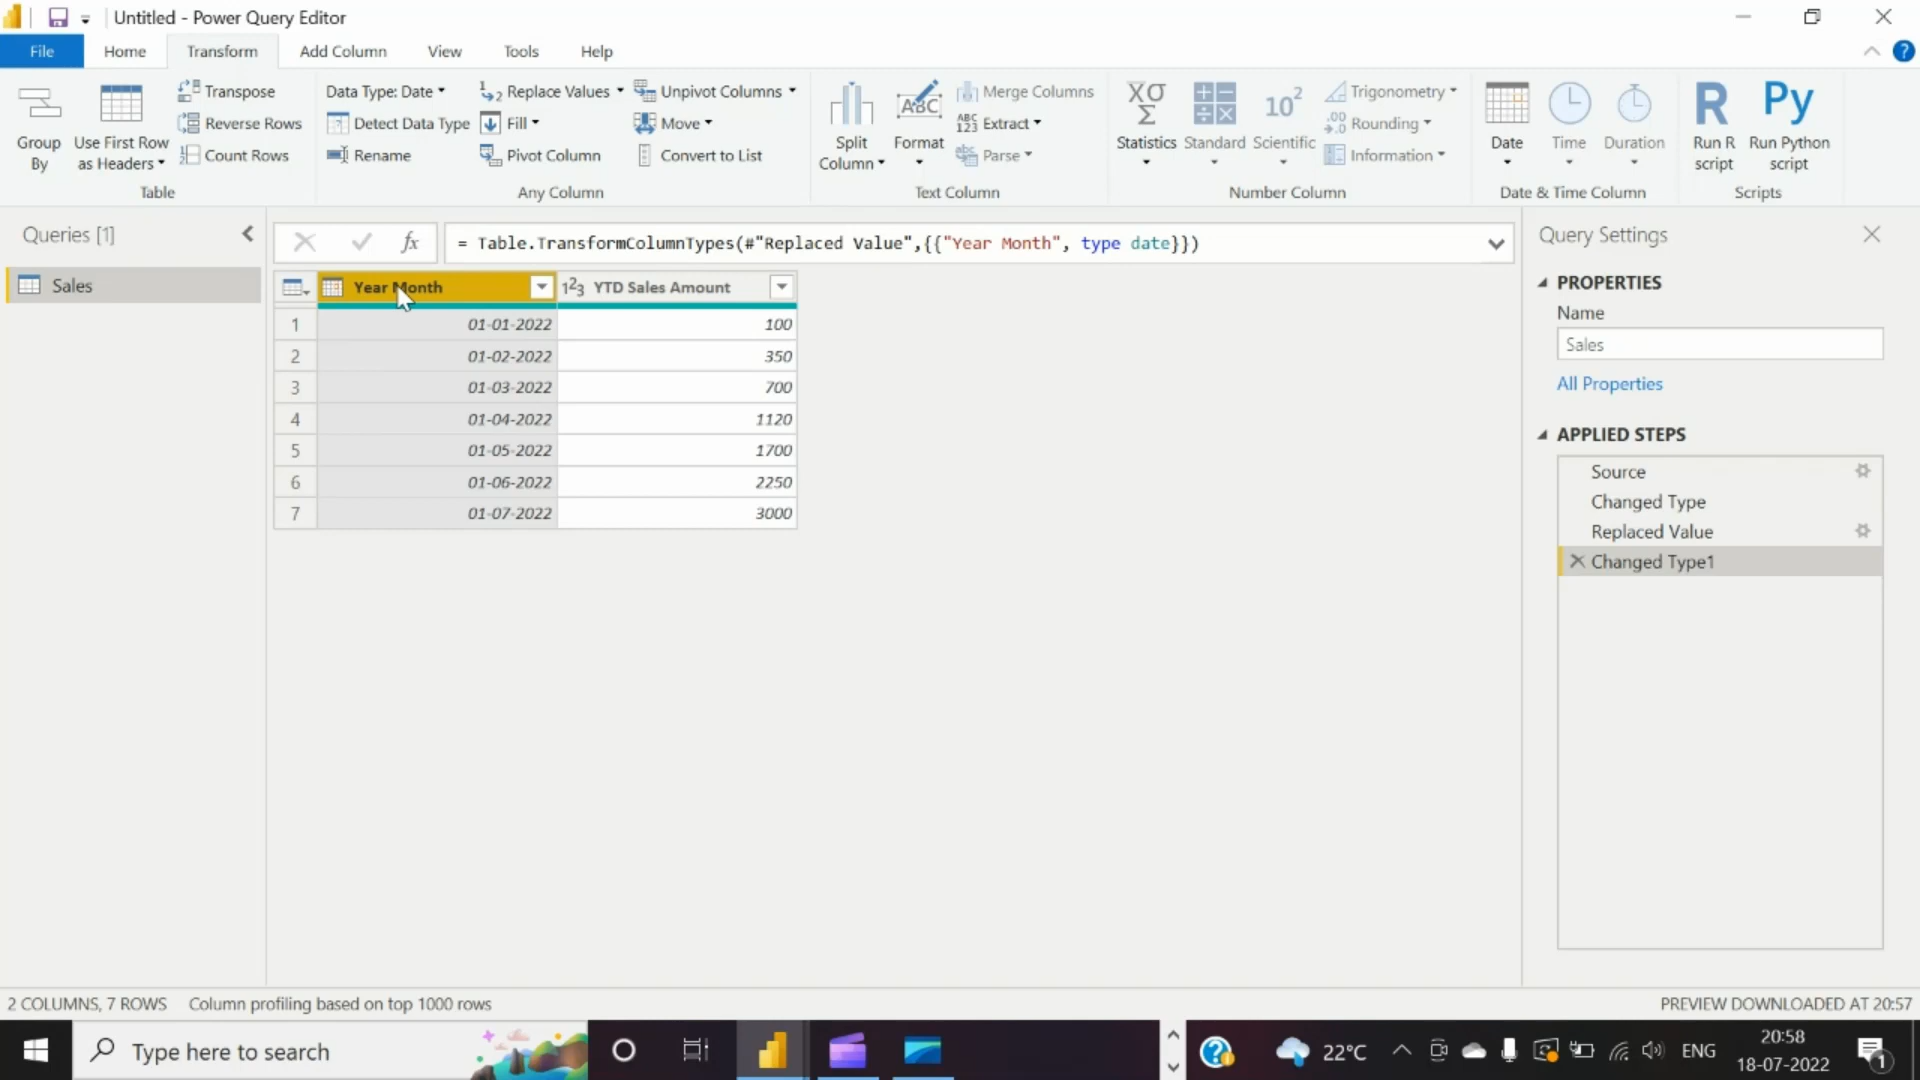 Untitled - Power Query Editor
File Home Transform Add Column View Tools Help
Group By
Use First Row as Headers
Transpose
Reverse Rows
Count Rows
Table
Data Type: Date
Detect Data Type
Rename
Replace Values
Fill
Pivot Column
Unpivot Columns
Move
Convert to List
Any Column
Split Column
Format
Merge Columns
Extract
Parse
Text Column
Statistics
Standard
Scientific
Trigonometry
Rounding
Information
Number Column
Date
Time
Duration
Date & Time Column
Run R script
Run Python script
Scripts
Queries [1]
Sales
= Table.TransformColumnTypes(#"Replaced Value",{{"Year Month", type date}})
Year Month YTD Sales Amount
1 01-01-2022 100
2 01-02-2022 350
3 01-03-2022 700
4 01-04-2022 1120
5 01-05-2022 1700
6 01-06-2022 2250
7 01-07-2022 3000
Query Settings
PROPERTIES
Name
Sales
All Properties
APPLIED STEPS
Source
Changed Type
Replaced Value
Changed Type1
2 COLUMNS, 7 ROWS Column profiling based on top 1000 rows
PREVIEW DOWNLOADED AT 20:57
Type here to search
22°C
ENG
20:58
18-07-2022
1